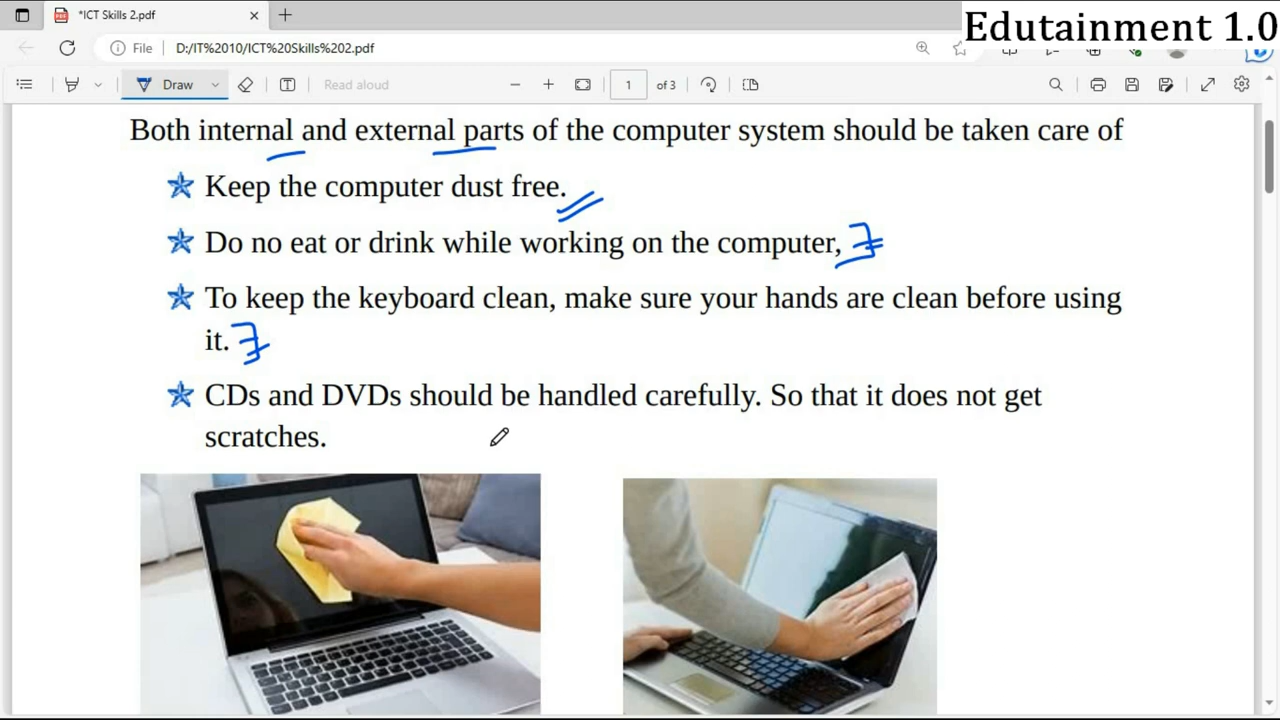 *ICT Skills 2.pdf
Edutainment 1.0
File D:/IT%2010/ICT%20Skills%202.pdf
Draw Read aloud 1 of 3
Both internal and external parts of the computer system should be taken care of
Keep the computer dust free.
Do no eat or drink while working on the computer,
To keep the keyboard clean, make sure your hands are clean before using
it.
CDs and DVDs should be handled carefully. So that it does not get
scratches.